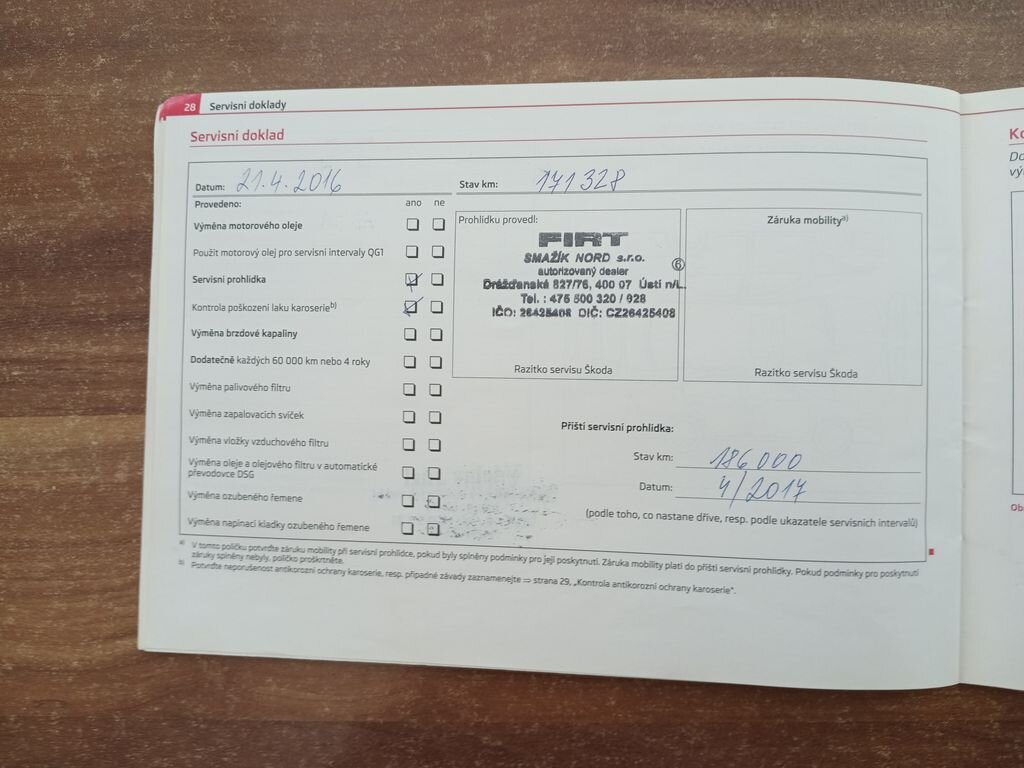 28 Servisní doklady
Servisní doklad
Datum: 21.4.2016 Stav km: 171 328
Provedeno: ano ne
Výměna motorového oleje
Použit motorový olej pro servisní intervaly QG1
Servisní prohlídka
Kontrola poškození laku karoserie b)
Výměna brzdové kapaliny
Dodatečně každých 60 000 km nebo 4 roky
Výměna palivového filtru
Výměna zapalovacích svíček
Výměna vložky vzduchového filtru
Výměna oleje a olejového filtru v automatické
převodovce DSG
Výměna ozubeného řemene
Výměna napínací kladky ozubeného řemene
Prohlídku provedl:
FIRT
SMAŽÍK NORD s.r.o.
autorizovaný dealer
Drážďanská 827/76, 400 07 Ústí n/L.
Tel. : 475 500 320 / 928
IČO: 26425408 DIČ: CZ26425408
⑥
Razítko servisu Škoda
Záruka mobility a)
Razítko servisu Škoda
Příští servisní prohlídka:
Stav km: 186 000
Datum: 4/2017
(podle toho, co nastane dříve, resp. podle ukazatele servisních intervalů)
a) V tomto políčku potvrďte záruku mobility při servisní prohlídce, pokud byly splněny podmínky pro její poskytnutí. Záruka mobility platí do příští servisní prohlídky. Pokud podmínky pro poskytnutí
záruky splněny nebyly, políčko proškrtněte.
b) Potvrďte neporušenost antikorozní ochrany karoserie, resp. případné závady zaznamenejte ⇒ strana 29, „Kontrola antikorozní ochrany karoserie“.